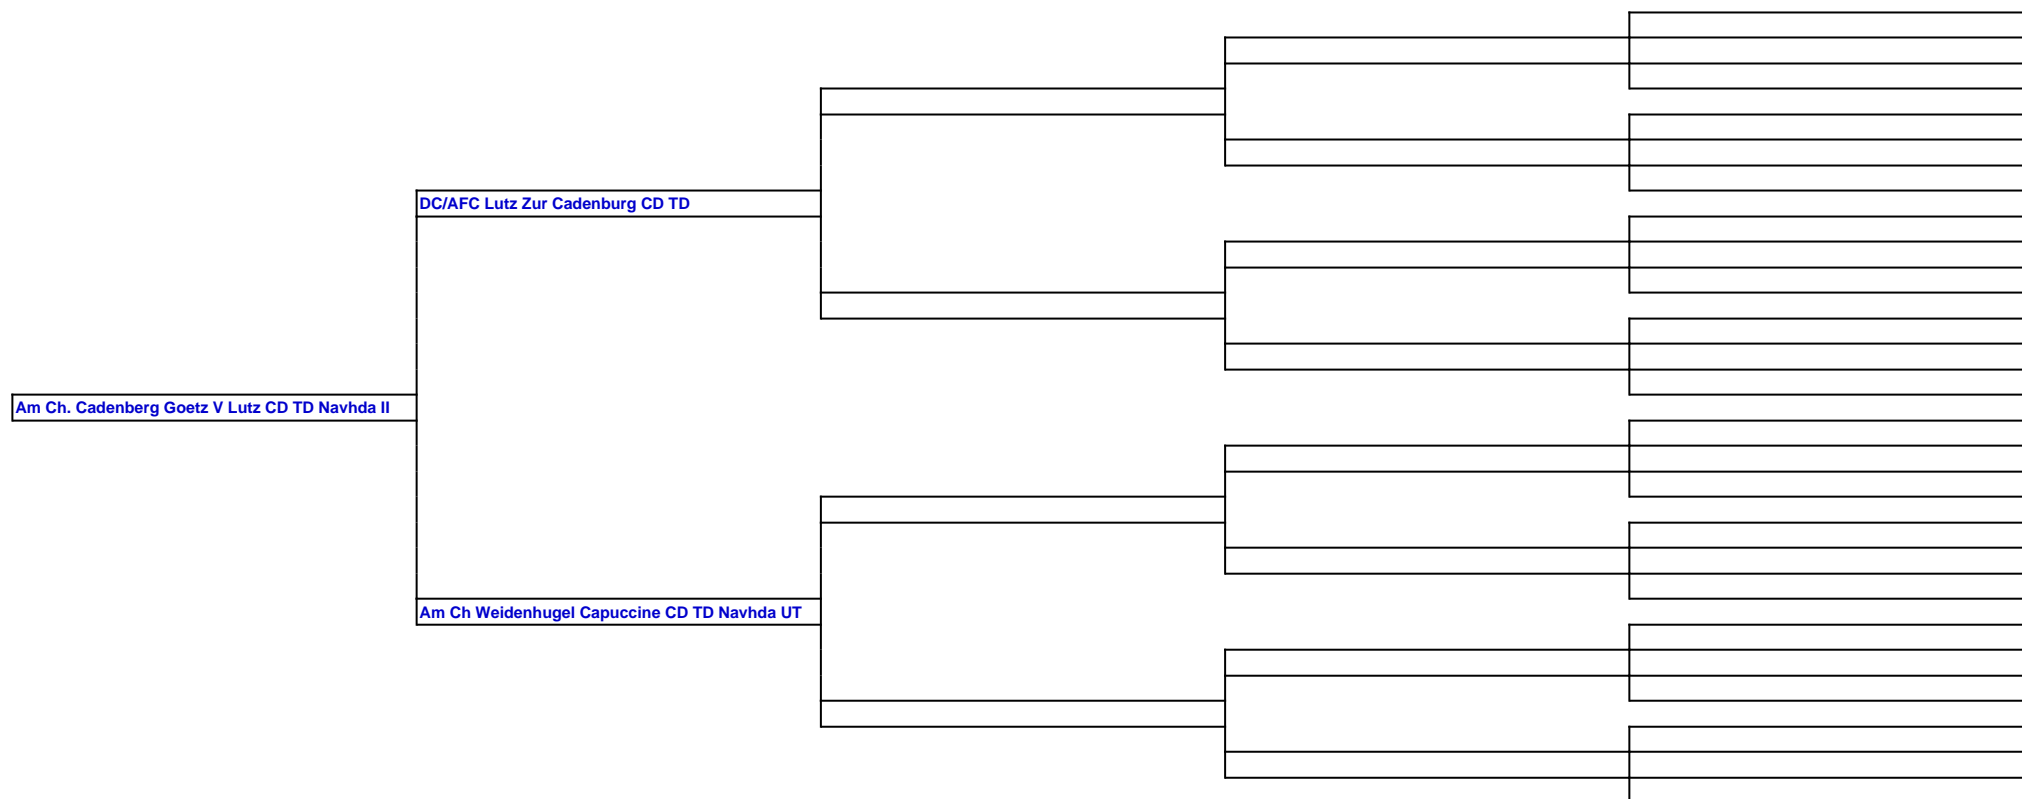 DC/AFC Lutz Zur Cadenburg CD TD
Am Ch. Cadenberg Goetz V Lutz CD TD Navhda II
Am Ch Weidenhugel Capuccine CD TD Navhda UT